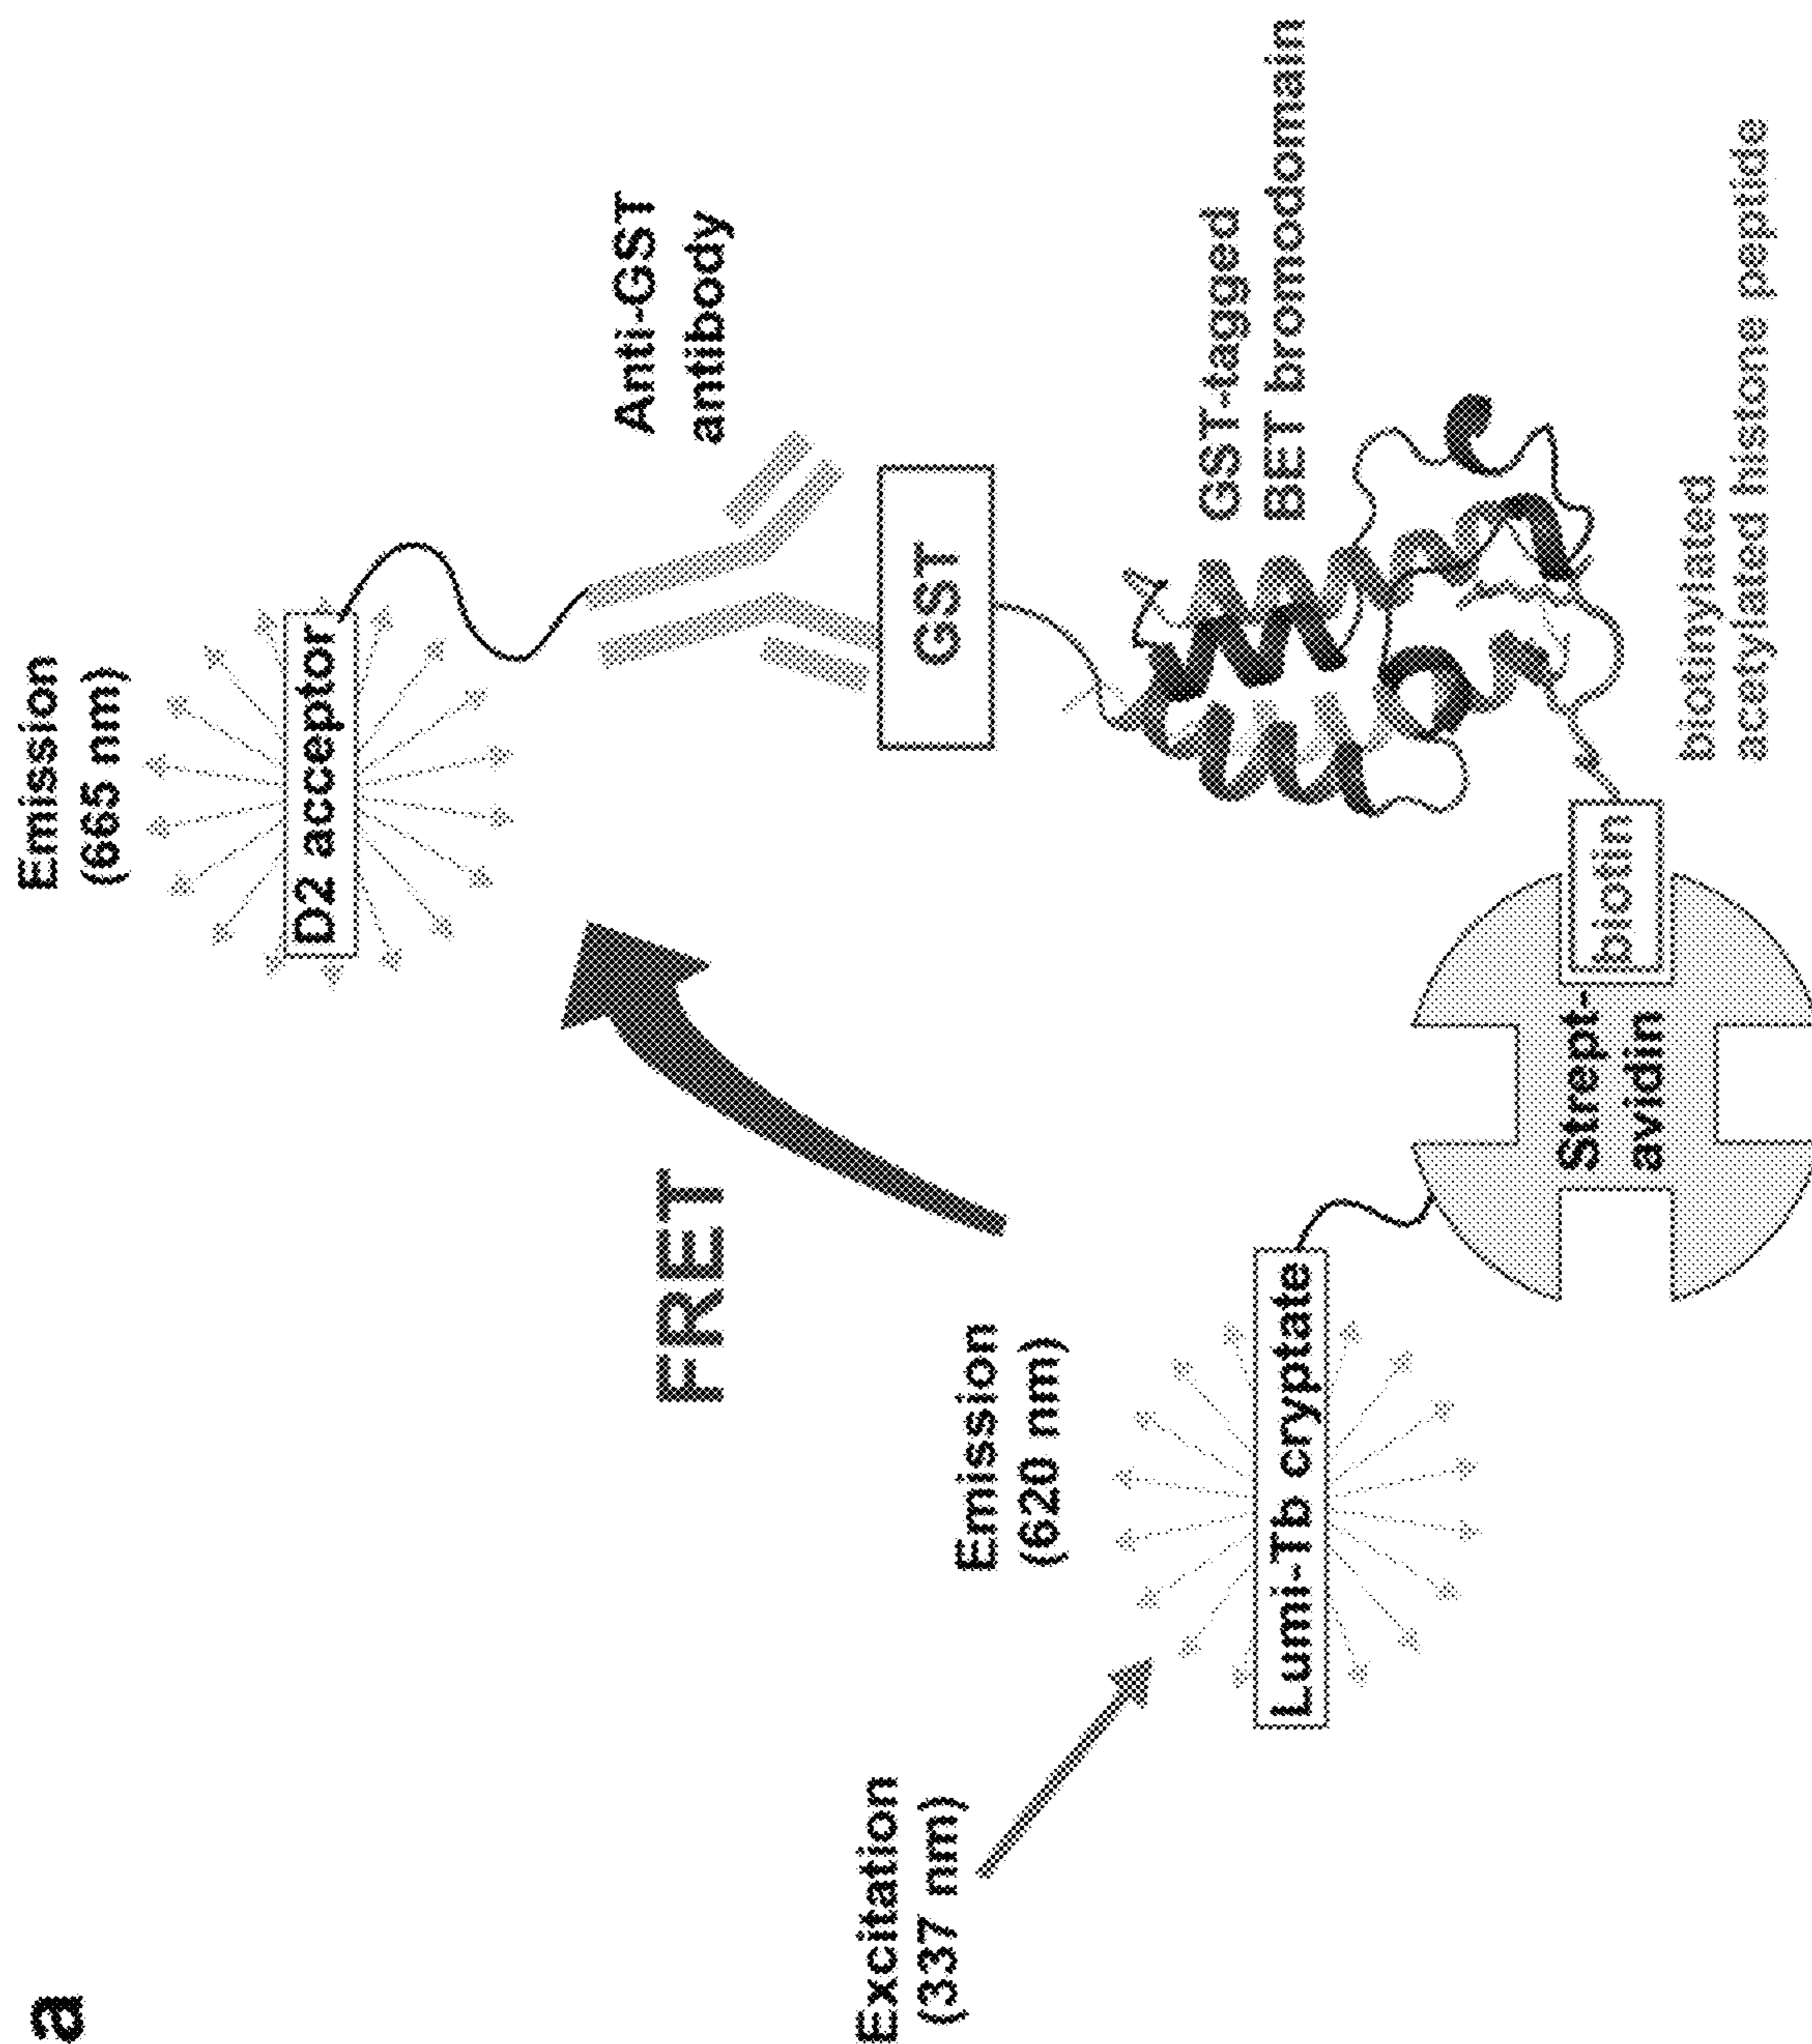 a
Emission
(665 nm)
D2 acceptor
Anti-GST
antibody
FRET
Excitation
(337 nm)
Emission
(620 nm)
GST
GST-tagged
BET bromodomain
Lumi-Tb cryptate
Strept-
avidin
biotin
biotinylated
acetylated histone peptide